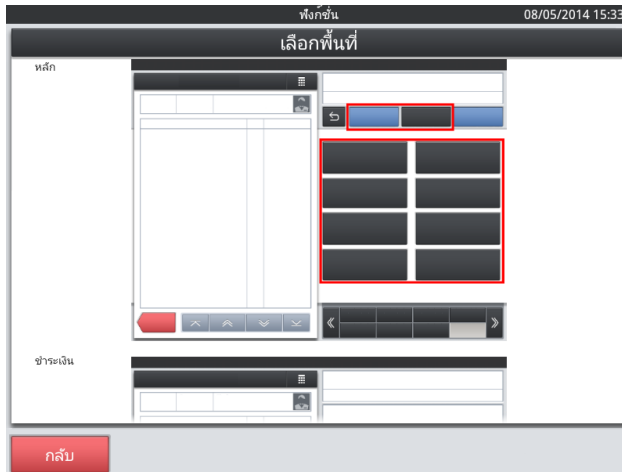 ฟังก์ชั่น
08/05/2014 15:33
เลือกพื้นที่
หลัก
ชำระเงิน
กลับ